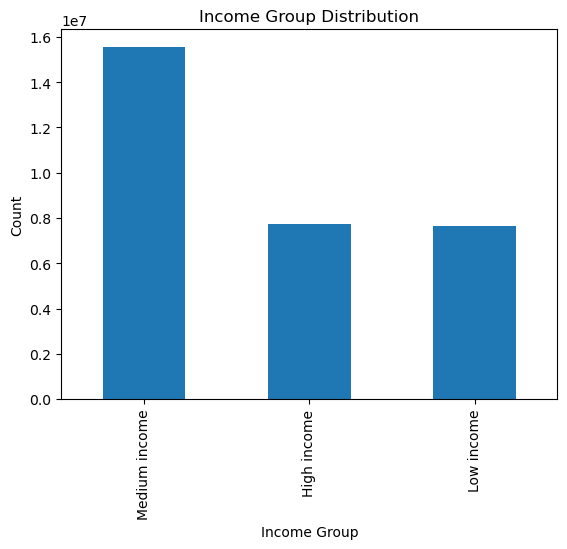 Income Group Distribution
1e7
1.6
1.4
1.2
1.0
0.8
0.6
0.4
0.2
0.0
Count
Medium income
High income
Low income
Income Group